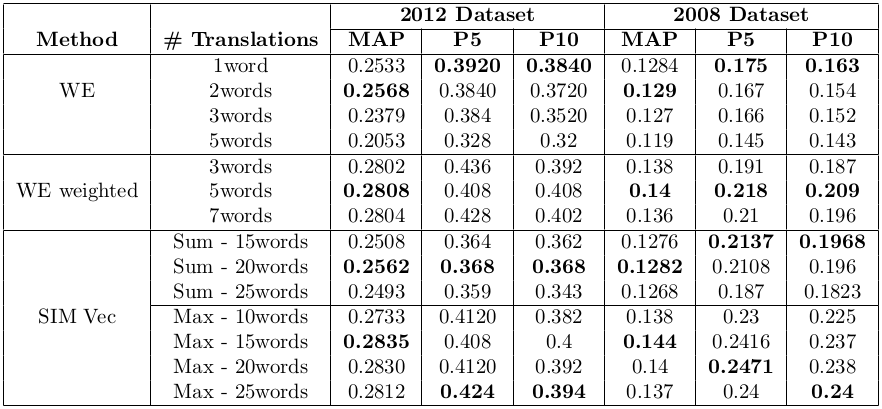 2012 Dataset 2008 Dataset
Method # Translations MAP P5 P10 MAP P5 P10
1word 0.2533 0.3920 0.3840 0.1284 0.175 0.163
WE 2words 0.2568 0.3840 0.3720 0.129 0.167 0.154
3words 0.2379 0.384 0.3520 0.127 0.166 0.152
5words 0.2053 0.328 0.32 0.119 0.145 0.143
3words 0.2802 0.436 0.392 0.138 0.191 0.187
WE weighted 5words 0.2808 0.408 0.408 0.14 0.218 0.209
7words 0.2804 0.428 0.402 0.136 0.21 0.196
Sum - 15words 0.2508 0.364 0.362 0.1276 0.2137 0.1968
Sum - 20words 0.2562 0.368 0.368 0.1282 0.2108 0.196
Sum - 25words 0.2493 0.359 0.343 0.1268 0.187 0.1823
SIM Vec Max - 10words 0.2733 0.4120 0.382 0.138 0.23 0.225
Max - 15words 0.2835 0.408 0.4 0.144 0.2416 0.237
Max - 20words 0.2830 0.4120 0.392 0.14 0.2471 0.238
Max - 25words 0.2812 0.424 0.394 0.137 0.24 0.24